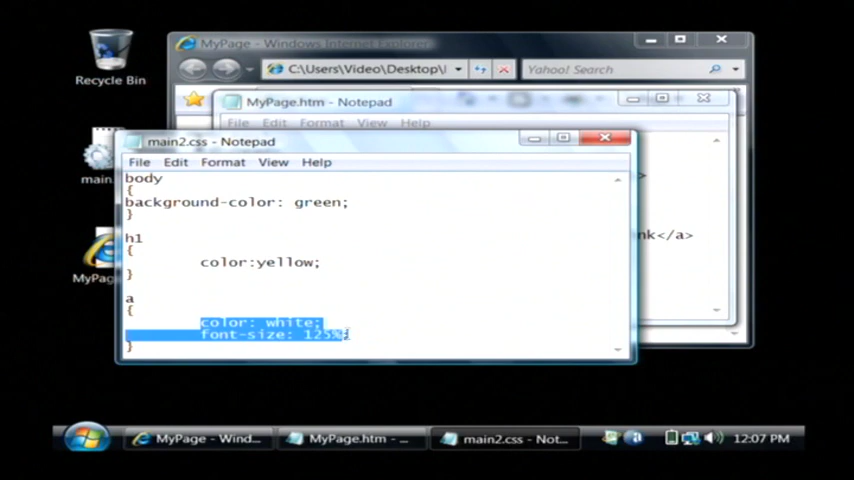 Recycle Bin
main.
MyPag
MyPage - Windows Internet Explorer
C:\Users\Video\Desktop\
Yahoo! Search
MyPage.htm - Notepad
File Edit Format View Help
>
nk</a>
main2.css - Notepad
File Edit Format View Help
body
{
background-color: green;
}
h1
{
color:yellow;
}
a
{
color: white;
font-size: 125%;
}
MyPage - Wind...
MyPage.htm - ...
main2.css - Not...
12:07 PM